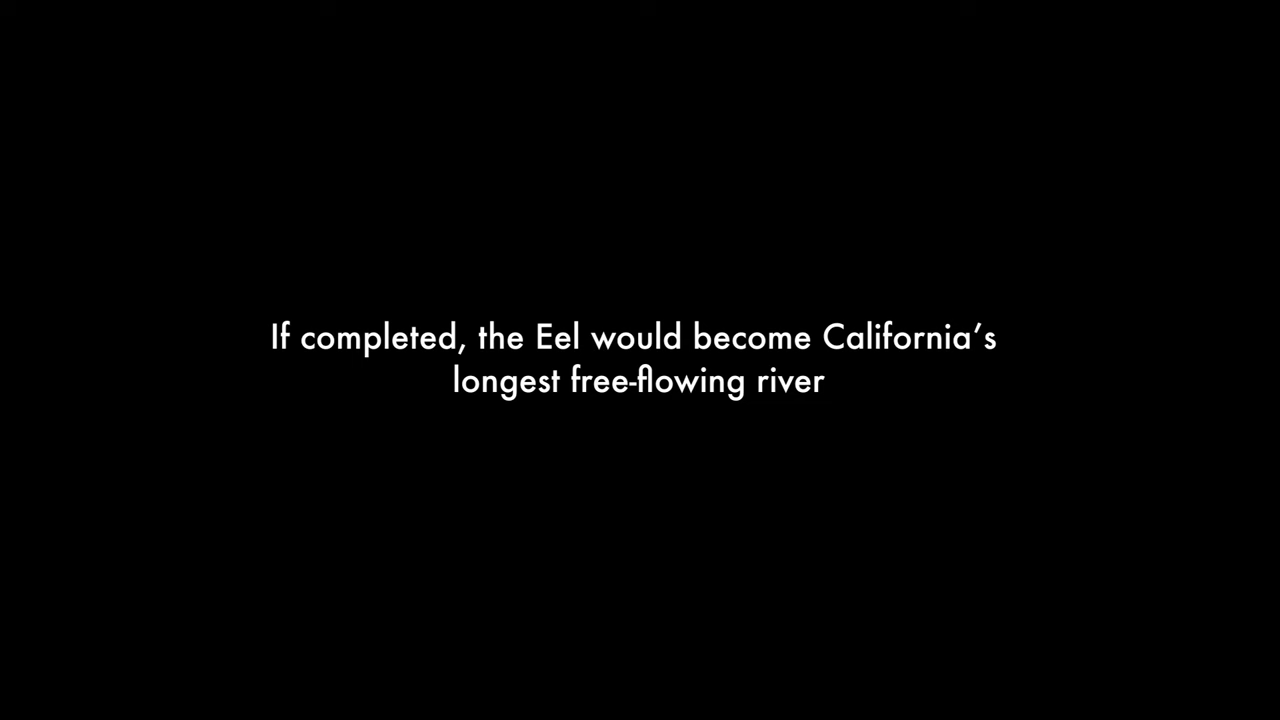 If completed, the Eel would become California’s
longest free-flowing river